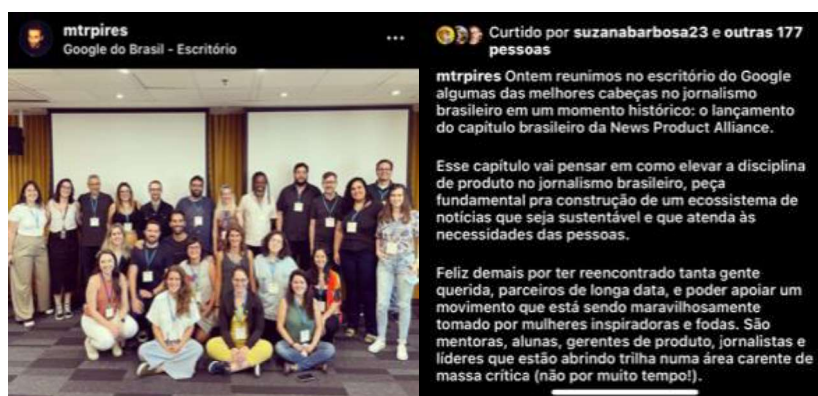 mtrpires
Google do Brasil - Escritório
Curtido por suzanabarbosa23 e outras 177
pessoas
mtrpires Ontem reunimos no escritório do Google
algumas das melhores cabeças no jornalismo
brasileiro em um momento histórico: o lançamento
do capítulo brasileiro da News Product Alliance.
Esse capítulo vai pensar em como elevar a disciplina
de produto no jornalismo brasileiro, peça
fundamental pra construção de um ecossistema de
notícias que seja sustentável e que atenda às
necessidades das pessoas.
Feliz demais por ter reencontrado tanta gente
querida, parceiros de longa data, e poder apoiar um
movimento que está sendo maravilhosamente
tomado por mulheres inspiradoras e fodas. São
mentoras, alunas, gerentes de produto, jornalistas e
líderes que estão abrindo trilha numa área carente de
massa crítica (não por muito tempo!).